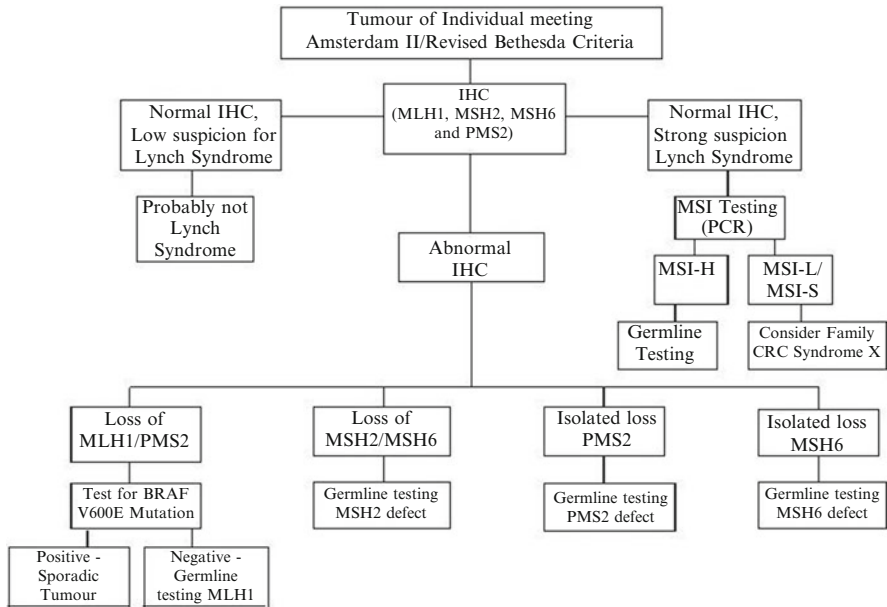 Tumour of Individual meeting
Amsterdam II/Revised Bethesda Criteria
IHC
(MLH1, MSH2, MSH6
and PMS2)
Normal IHC,
Low suspicion for
Lynch Syndrome
Normal IHC,
Strong suspicion
Lynch Syndrome
Probably not
Lynch
Syndrome
MSI Testing
(PCR)
Abnormal
IHC
MSI-H
MSI-L/
MSI-S
Germline
Testing
Consider Family
CRC Syndrome X
Loss of
MLH1/PMS2
Loss of
MSH2/MSH6
Isolated loss
PMS2
Isolated loss
MSH6
Test for BRAF
V600E Mutation
Germline testing
MSH2 defect
Germline testing
PMS2 defect
Germline testing
MSH6 defect
Positive -
Sporadic
Tumour
Negative -
Germline
testing MLH1